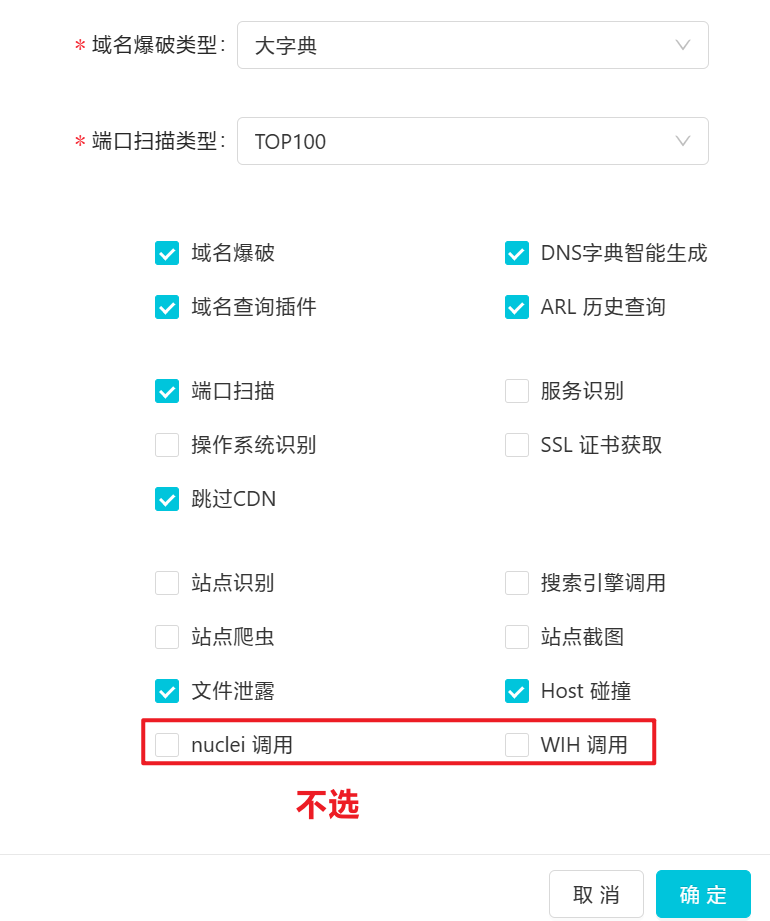 * 域名爆破类型: 大字典
* 端口扫描类型: TOP100
域名爆破 DNS字典智能生成
域名查询插件 ARL 历史查询
端口扫描 服务识别
操作系统识别 SSL 证书获取
跳过CDN
站点识别 搜索引擎调用
站点爬虫 站点截图
文件泄露 Host 碰撞
nuclei 调用 WIH 调用
不选
取 消 确 定